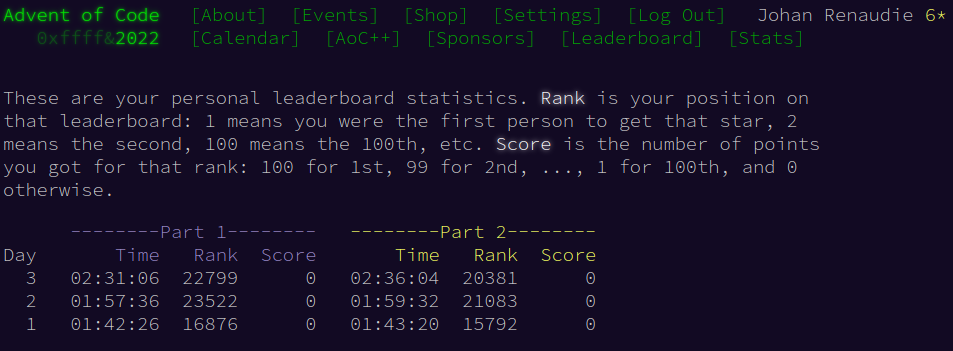 Advent of Code [About] [Events] [Shop] [Settings] [Log Out] Johan Renaudie 6*
0xffff&2022 [Calendar] [AoC++] [Sponsors] [Leaderboard] [Stats]
These are your personal leaderboard statistics. Rank is your position on
that leaderboard: 1 means you were the first person to get that star, 2
means the second, 100 means the 100th, etc. Score is the number of points
you got for that rank: 100 for 1st, 99 for 2nd, ..., 1 for 100th, and 0
otherwise.
--------Part 1-------- --------Part 2--------
Day Time Rank Score Time Rank Score
3 02:31:06 22799 0 02:36:04 20381 0
2 01:57:36 23522 0 01:59:32 21083 0
1 01:42:26 16876 0 01:43:20 15792 0